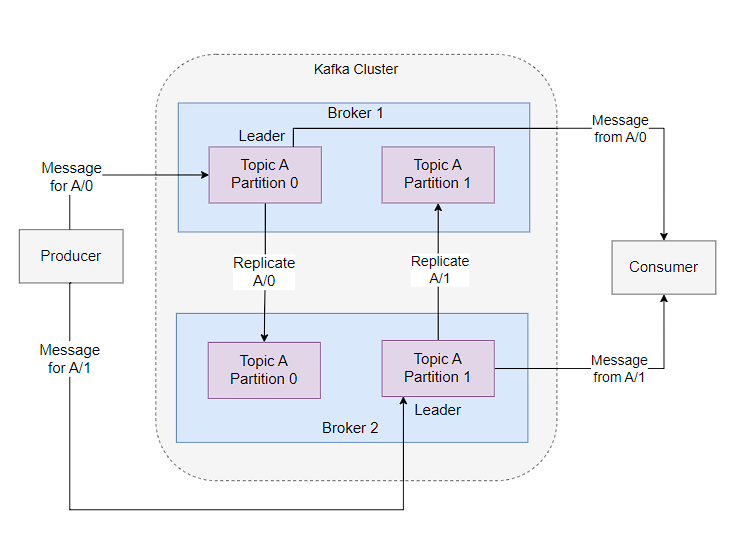 Kafka Cluster
Broker 1
Leader
Message
from A/0
Message
for A/0
Topic A
Partition 0
Topic A
Partition 1
Producer
Replicate
A/0
Replicate
A/1
Consumer
Message
for A/1
Topic A
Partition 0
Topic A
Partition 1
Message
from A/1
Leader
Broker 2